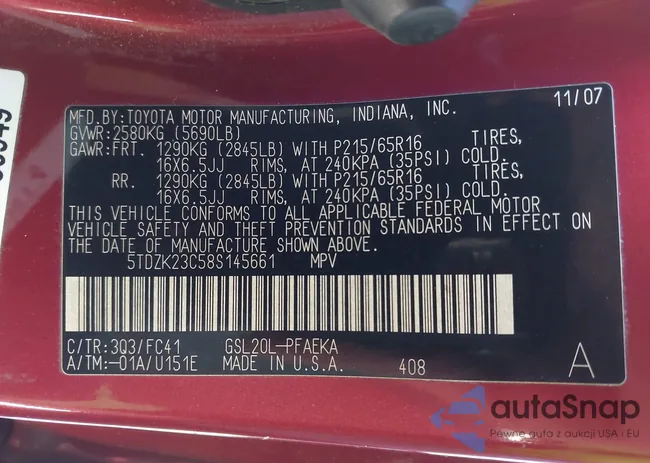 MFD.BY:TOYOTA MOTOR MANUFACTURING, INDIANA, INC. 11/07
GVWR:2580KG (5690LB)
GAWR:FRT. 1290KG (2845LB) WITH P215/65R16 TIRES,
16X6.5JJ RIMS, AT 240KPA (35PSI) COLD.
RR. 1290KG (2845LB) WITH P215/65R16 TIRES,
16X6.5JJ RIMS, AT 240KPA (35PSI) COLD.
THIS VEHICLE CONFORMS TO ALL APPLICABLE FEDERAL MOTOR
VEHICLE SAFETY AND THEFT PREVENTION STANDARDS IN EFFECT ON
THE DATE OF MANUFACTURE SHOWN ABOVE.
5TDZK23C58S145661 MPV
C/TR:3Q3/FC41 GSL20L-PFAEKA
A/TM:-01A/U151E MADE IN U.S.A. 408 A
autaSnap
Pewne auta z aukcji USA i EU